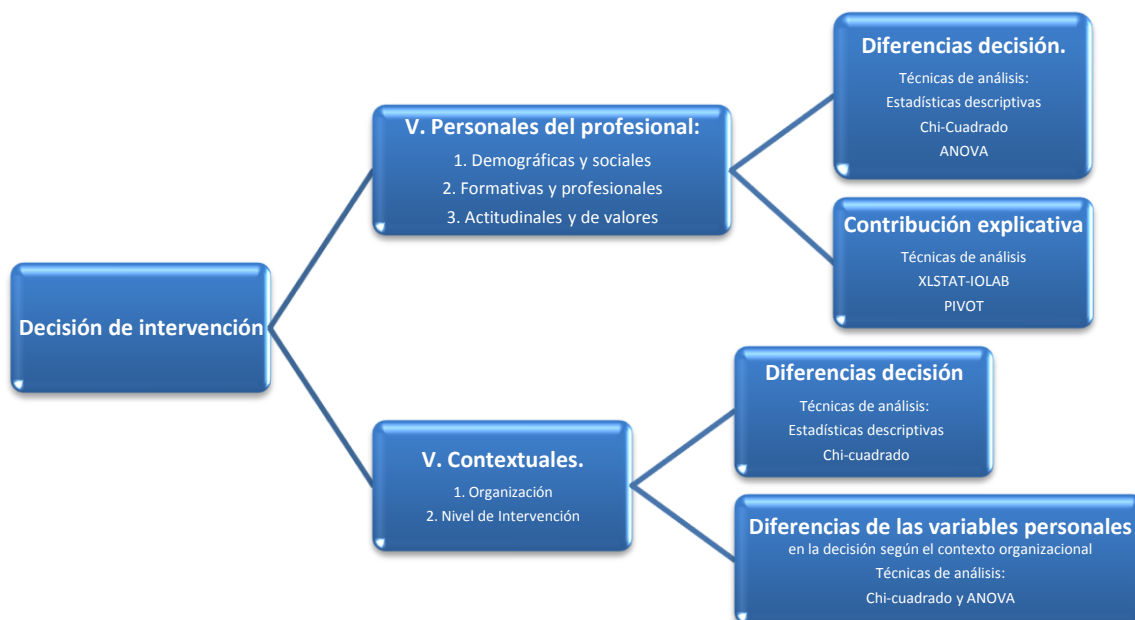 Decisión de intervención
V. Personales del profesional:
1. Demográficas y sociales
2. Formativas y profesionales
3. Actitudinales y de valores
Diferencias decisión.
Técnicas de análisis:
Estadísticas descriptivas
Chi-Cuadrado
ANOVA
Contribución explicativa
Técnicas de análisis
XLSTAT-IOLAB
PIVOT
V. Contextuales.
1. Organización
2. Nivel de Intervención
Diferencias decisión
Técnicas de análisis:
Estadísticas descriptivas
Chi-cuadrado
Diferencias de las variables personales
en la decisión según el contexto organizacional
Técnicas de análisis:
Chi-cuadrado y ANOVA